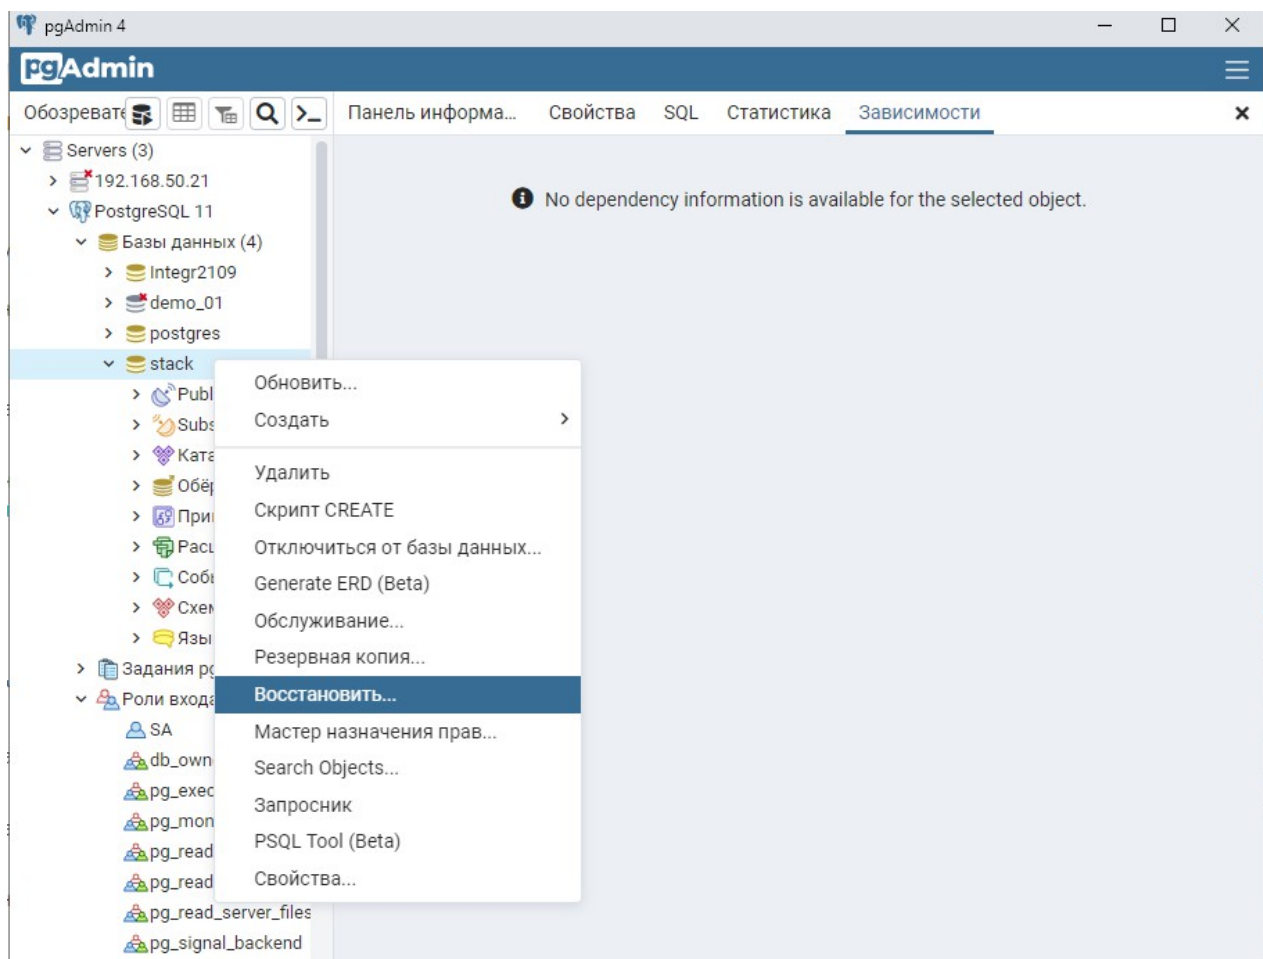 pgAdmin 4
pgAdmin
Обозревате
Панель информа... Свойства SQL Статистика Зависимости
Servers (3)
192.168.50.21
PostgreSQL 11
Базы данных (4)
Integr2109
demo_01
postgres
stack
Publ
Subs
Ката
Обёр
При
Расш
Собы
Схем
Язы
Задания pg
Роли входа
SA
db_own
pg_exec
pg_mon
pg_read
pg_read
pg_read_server_files
pg_signal_backend
No dependency information is available for the selected object.
Обновить...
Создать
Удалить
Скрипт CREATE
Отключиться от базы данных...
Generate ERD (Beta)
Обслуживание...
Резервная копия...
Восстановить...
Мастер назначения прав...
Search Objects...
Запросник
PSQL Tool (Beta)
Свойства...